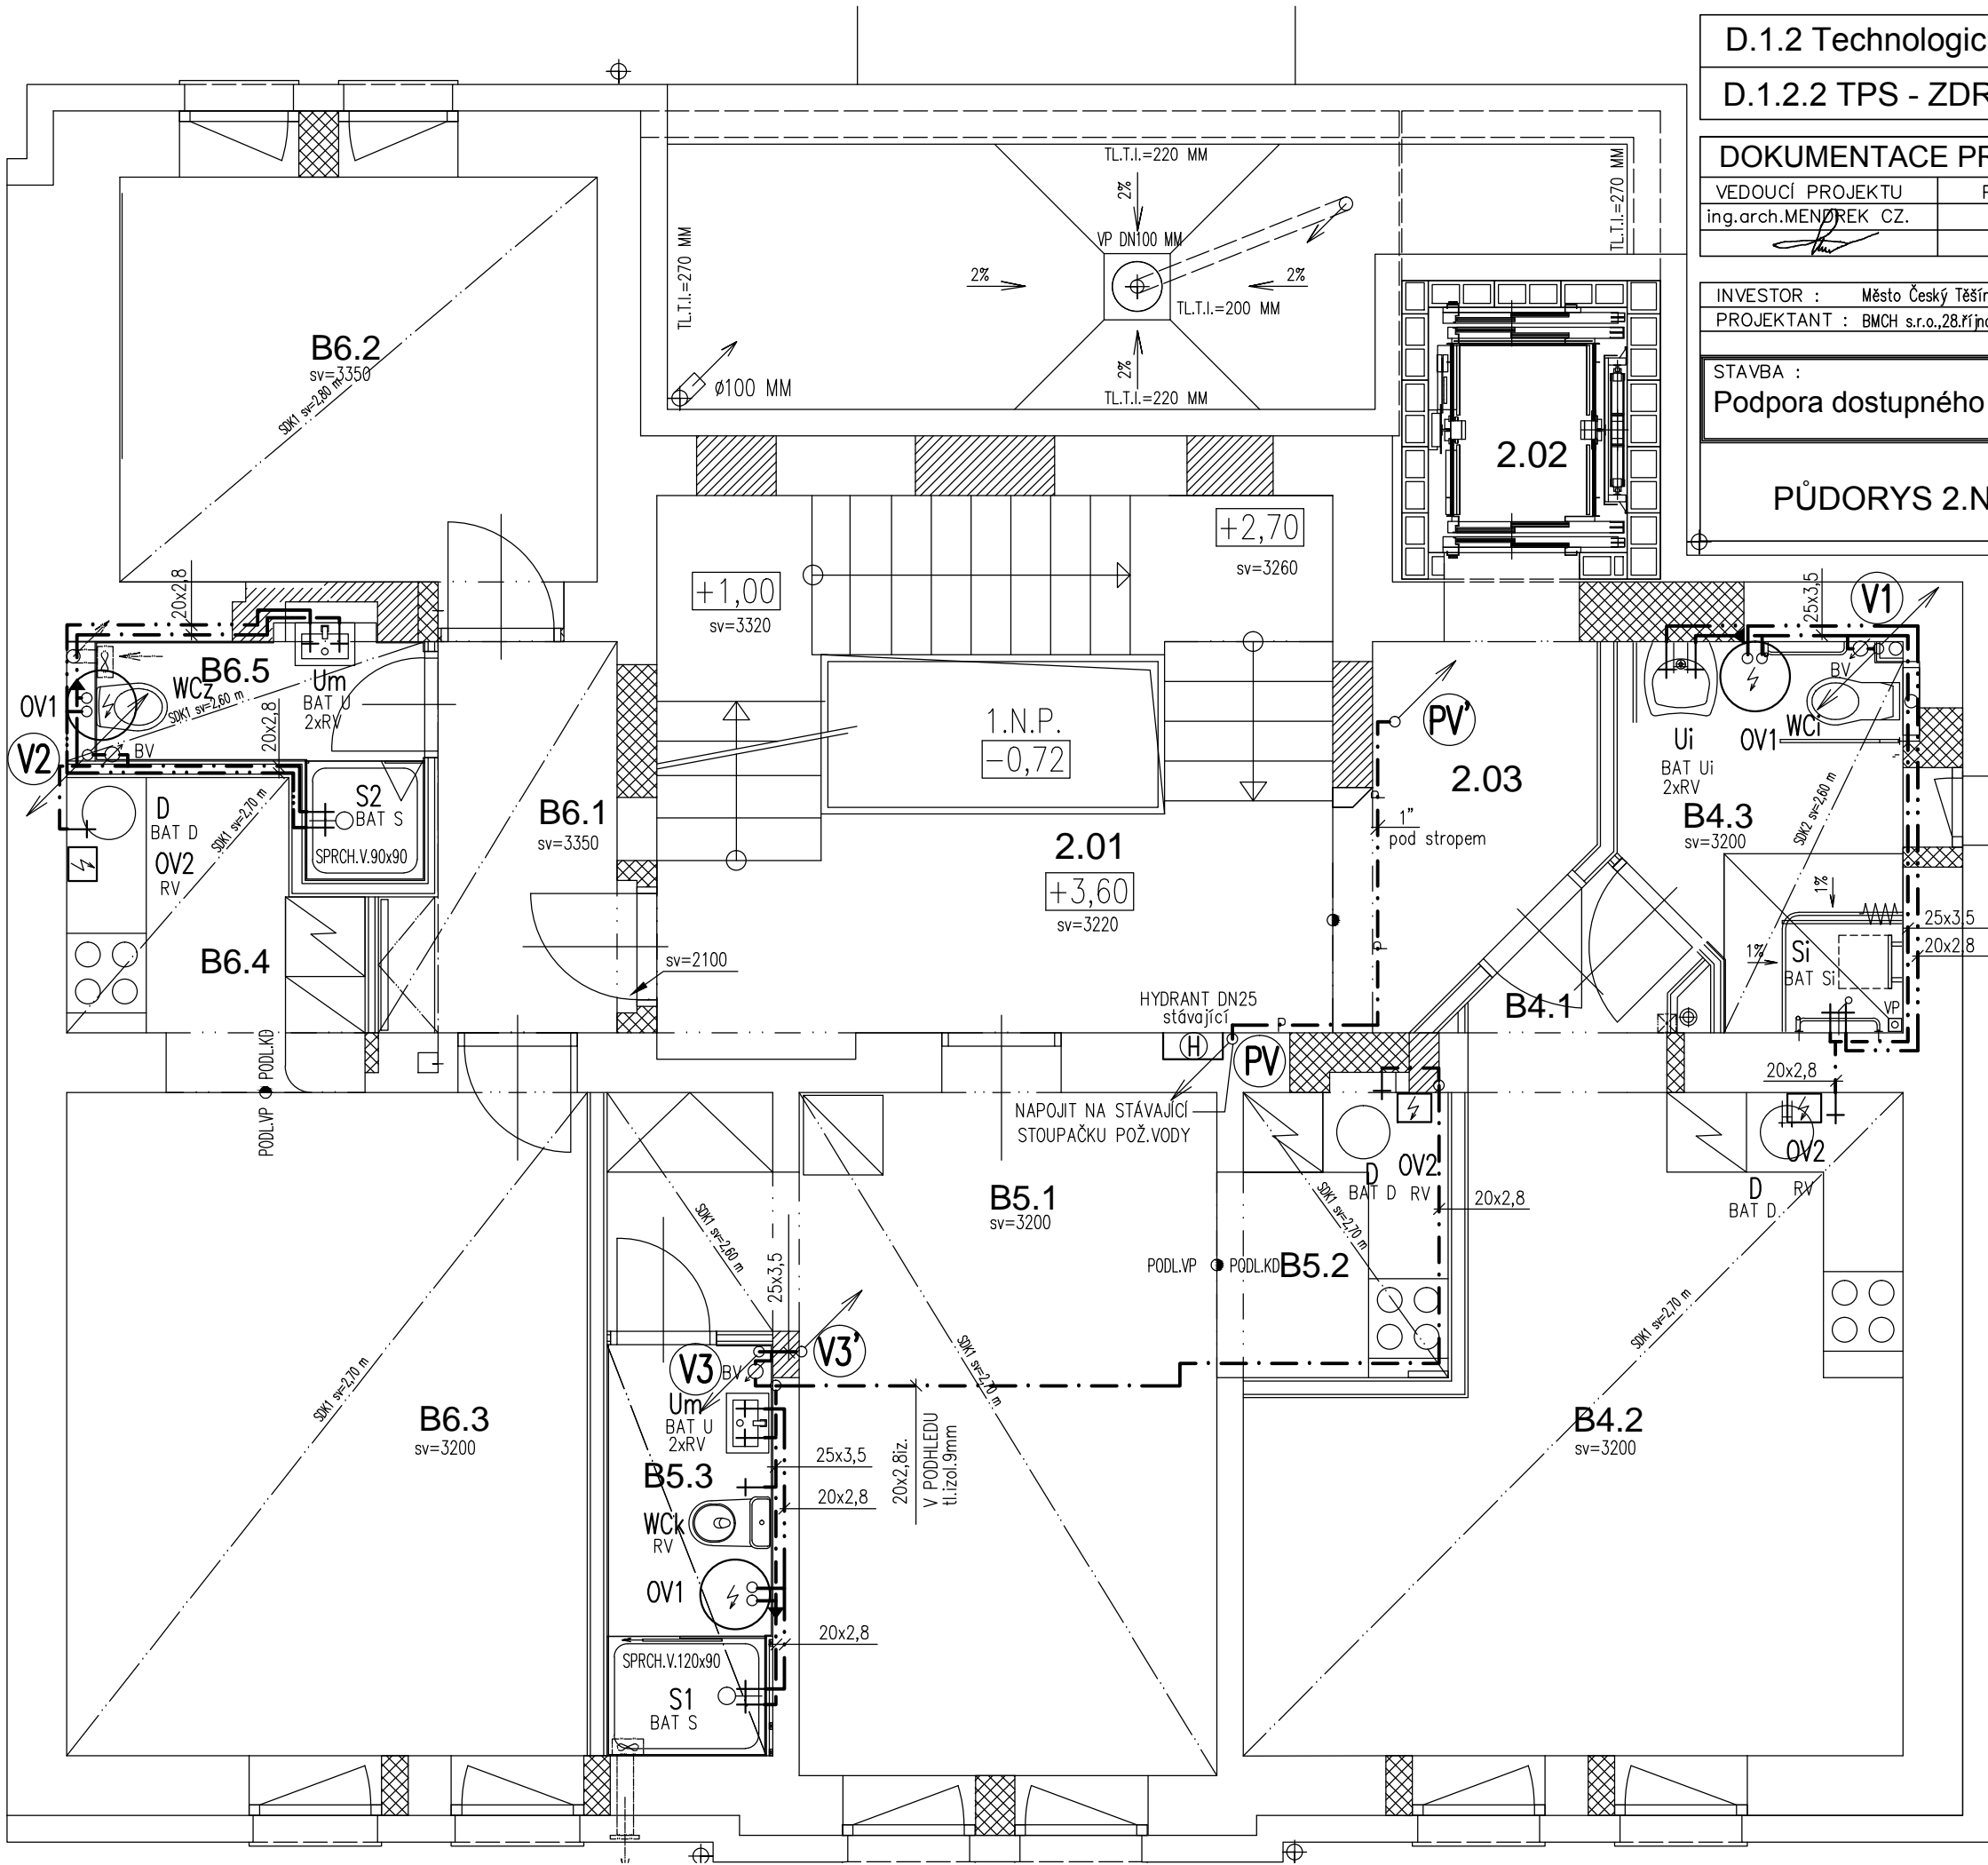 D.1.2 Technologic
D.1.2.2 TPS - ZDR
DOKUMENTACE PR
VEDOUCÍ PROJEKTU
ing.arch.MENDREK CZ.
INVESTOR :
Město Český Těšín
PROJEKTANT :
BMCH s.r.o.,28.října
STAVBA :
Podpora dostupného
PŮDORYS 2.N
TL.T.I.=220 MM
2%
VP DN100 MM
TL.T.I.=270 MM
TL.T.I.=270 MM
2%
2%
TL.T.I.=200 MM
2%
TL.T.I.=220 MM
ø100 MM
B6.2
sv=3350
SDK1 sv=2,80 m
2.02
+2,70
sv=3260
+1,00
sv=3320
20x2,8
25x3,5
V1
B6.5
WCz
Um
BAT U
2xRV
SDK1 sv=2,60 m
OV1
20x2,8
V2
BV
BV
WCi
OV1
Ui
BAT Ui
2xRV
PV'
1.N.P.
-0,72
2.03
SDK2 sv=2,60 m
D
BAT D
OV2
RV
SDK1 sv=2,70 m
S2
BAT S
SPRCH.V.90x90
B6.1
sv=3350
2.01
+3,60
sv=3220
P
1"
pod stropem
B4.3
sv=3200
1%
25x3,5
20x2,8
B6.4
sv=2100
P
1%
Si
BAT Si
VP
HYDRANT DN25
stávající
P
H
PV
B4.1
PODL.VP
PODL.KD
20x2,8
NAPOJIT NA STÁVAJÍCÍ
STOUPAČKU POŽ.VODY
D
BAT D
OV2
RV
20x2,8
SDK1 sv=2,70 m
OV2
D
BAT D
RV
B5.1
sv=3200
SDK1 sv=2,60 m
25x3,5
PODL.VP
PODL.KD
B5.2
SDK1 sv=2,70 m
V3
BV
V3'
SDK1 sv=2,70 m
SDK1 sv=2,70 m
Um
BAT U
2xRV
B6.3
sv=3200
B4.2
sv=3200
B5.3
25x3,5
20x2,8
20x2,8iz.
V PODHLEDU
tl.izol.9mm
WCk
RV
OV1
20x2,8
SPRCH.V.120x90
S1
BAT S